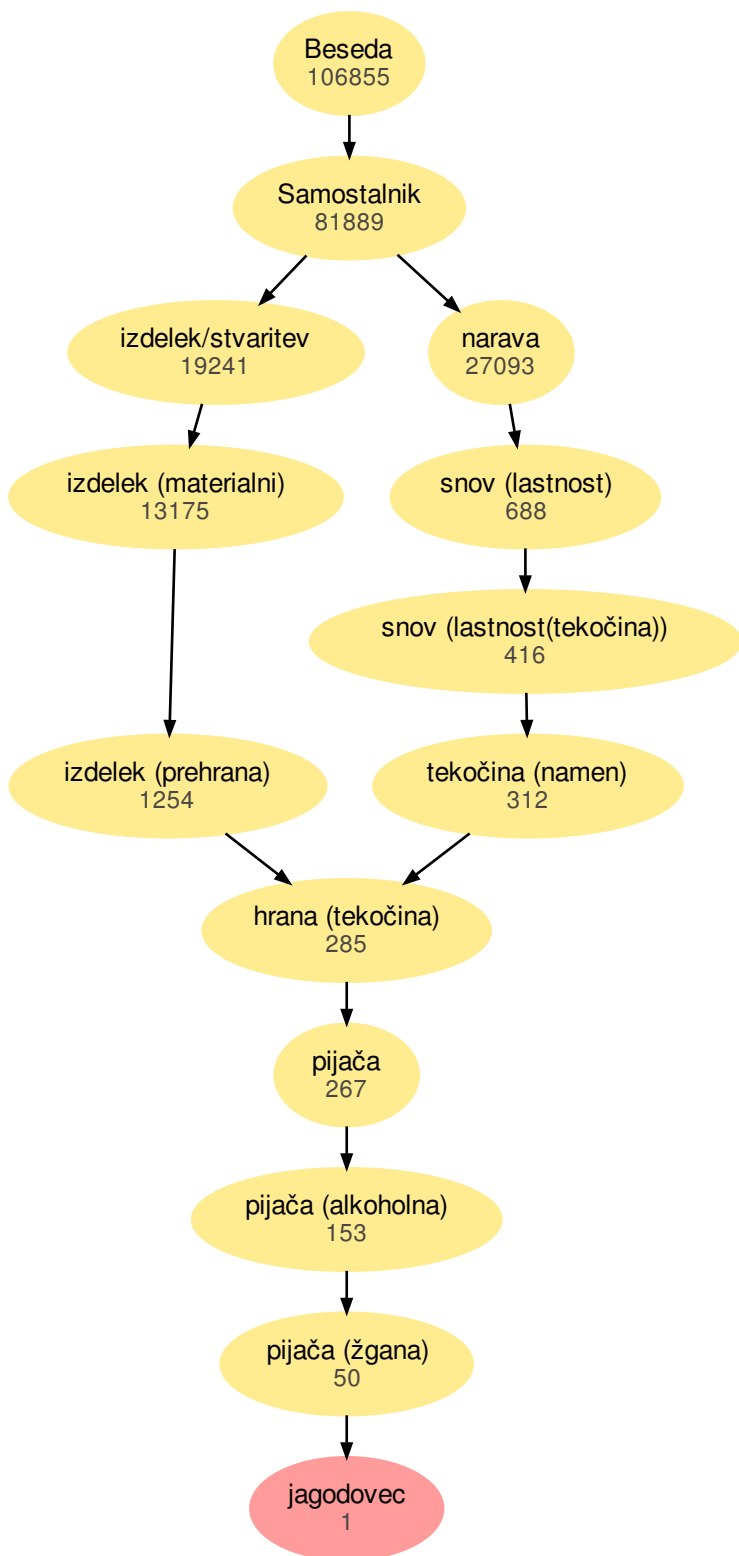 Beseda
106855
Samostalnik
81889
izdelek/stvaritev
19241
narava
27093
izdelek (materialni)
13175
snov (lastnost)
688
snov (lastnost(tekočina))
416
izdelek (prehrana)
1254
tekočina (namen)
312
hrana (tekočina)
285
pijača
267
pijača (alkoholna)
153
pijača (žgana)
50
jagodovec
1